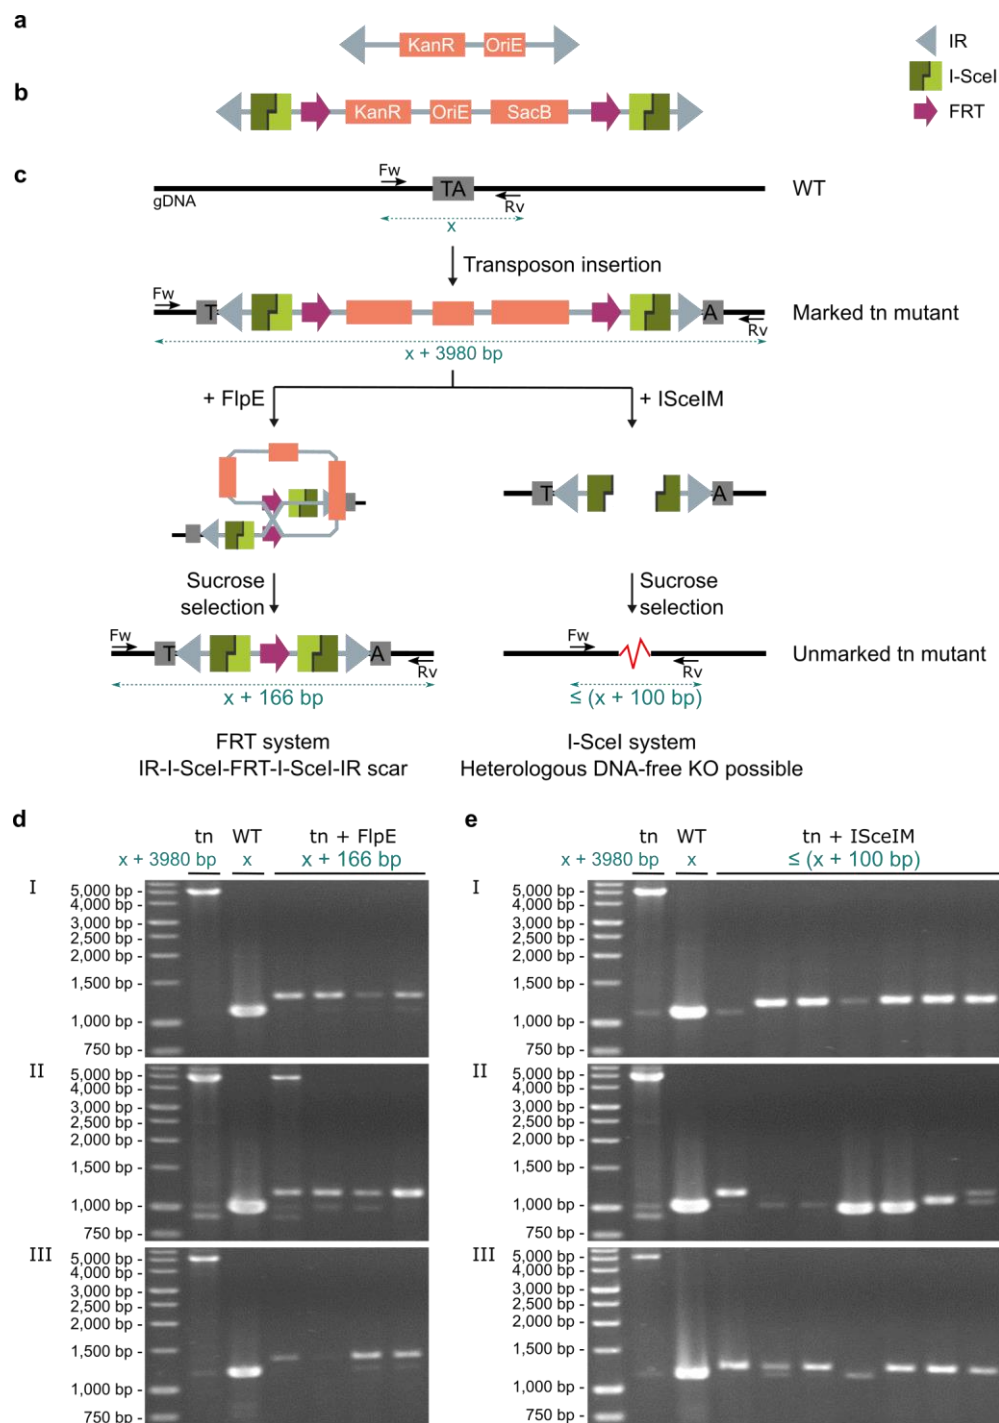 a
KanR OriE
IR
I-SceI
FRT
b
KanR OriE SacB
c
Fw
TA
WT
gDNA
Rv
x
Transposon insertion
Fw
T
A
Marked tn mutant
Rv
x + 3980 bp
+ FlpE
+ ISceIM
T
A
Sucrose
selection
Sucrose
selection
Fw
T
A
Rv
Fw
Rv
Unmarked tn mutant
x + 166 bp
≤ (x + 100 bp)
FRT system
IR-I-SceI-FRT-I-SceI-IR scar
I-SceI system
Heterologous DNA-free KO possible
d
tn WT tn + FlpE
x + 3980 bp x x + 166 bp
I
5,000 bp -
4,000 bp -
3,000 bp -
2,500 bp -
2,000 bp -
1,500 bp -
1,000 bp -
750 bp -
II
5,000 bp -
4,000 bp -
3,000 bp -
2,500 bp -
2,000 bp -
1,500 bp -
1,000 bp -
750 bp -
III
5,000 bp -
4,000 bp -
3,000 bp -
2,500 bp -
2,000 bp -
1,500 bp -
1,000 bp -
750 bp -
e
tn WT tn + ISceIM
x + 3980 bp x ≤ (x + 100 bp)
I
5,000 bp -
4,000 bp -
3,000 bp -
2,500 bp -
2,000 bp -
1,500 bp -
1,000 bp -
750 bp -
II
5,000 bp -
4,000 bp -
3,000 bp -
2,500 bp -
2,000 bp -
1,500 bp -
1,000 bp -
750 bp -
III
5,000 bp -
4,000 bp -
3,000 bp -
2,500 bp -
2,000 bp -
1,500 bp -
1,000 bp -
750 bp -